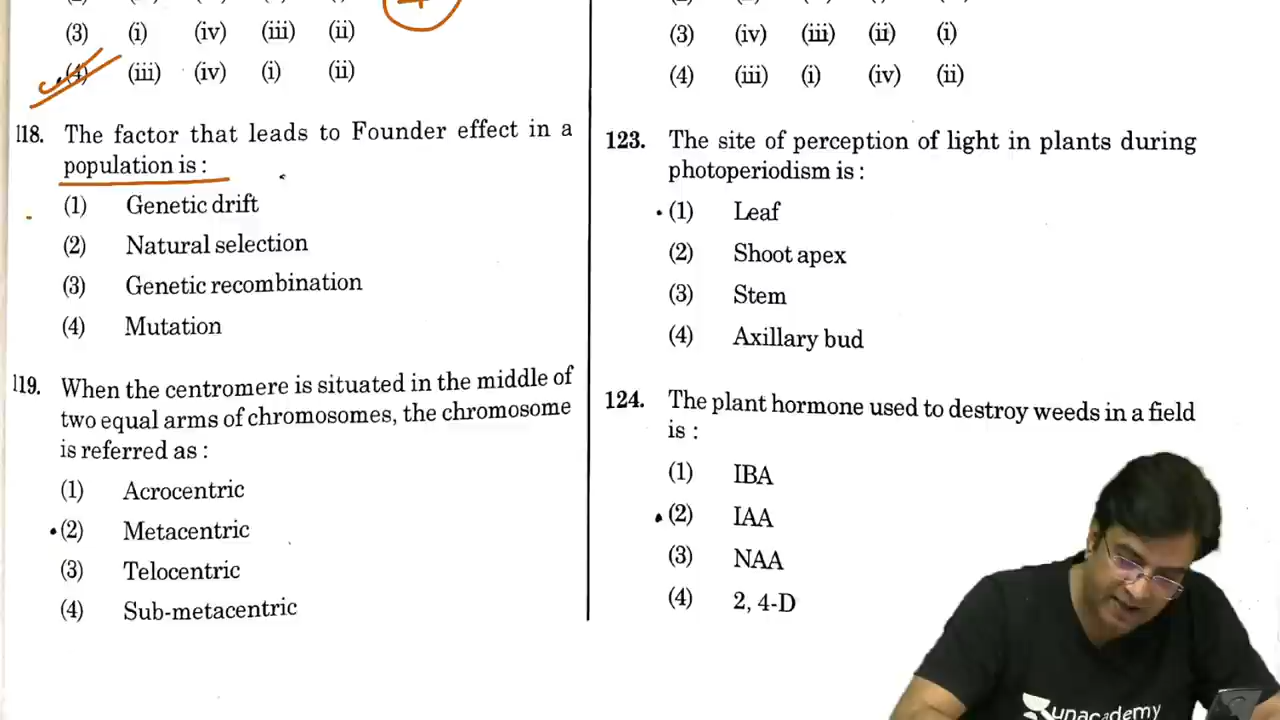 (3) (i) (iv) (iii) (ii)
(4) (iii) (iv) (i) (ii)
118. The factor that leads to Founder effect in a
population is :
(1) Genetic drift
(2) Natural selection
(3) Genetic recombination
(4) Mutation
119. When the centromere is situated in the middle of
two equal arms of chromosomes, the chromosome
is referred as :
(1) Acrocentric
(2) Metacentric
(3) Telocentric
(4) Sub-metacentric
(3) (iv) (iii) (ii) (i)
(4) (iii) (i) (iv) (ii)
123. The site of perception of light in plants during
photoperiodism is :
(1) Leaf
(2) Shoot apex
(3) Stem
(4) Axillary bud
124. The plant hormone used to destroy weeds in a field
is :
(1) IBA
(2) IAA
(3) NAA
(4) 2, 4-D
unacademy